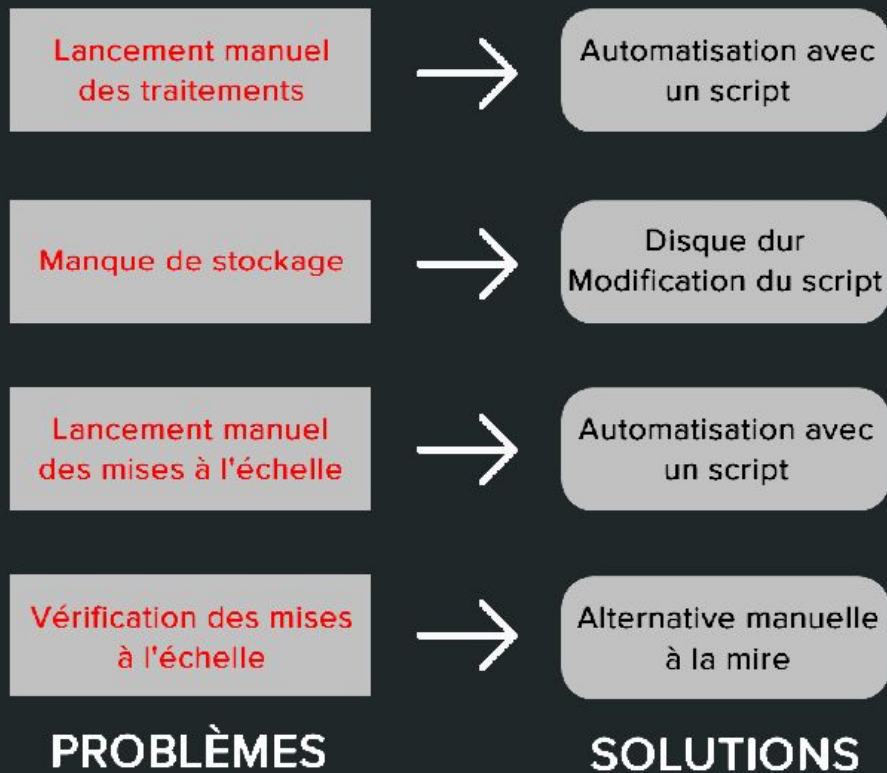 Lancement manuel
des traitements
Automatisation avec
un script
Manque de stockage
Disque dur
Modification du script
Lancement manuel
des mises à l'échelle
Automatisation avec
un script
Vérification des mises
à l'échelle
Alternative manuelle
à la mire
PROBLÈMES
SOLUTIONS